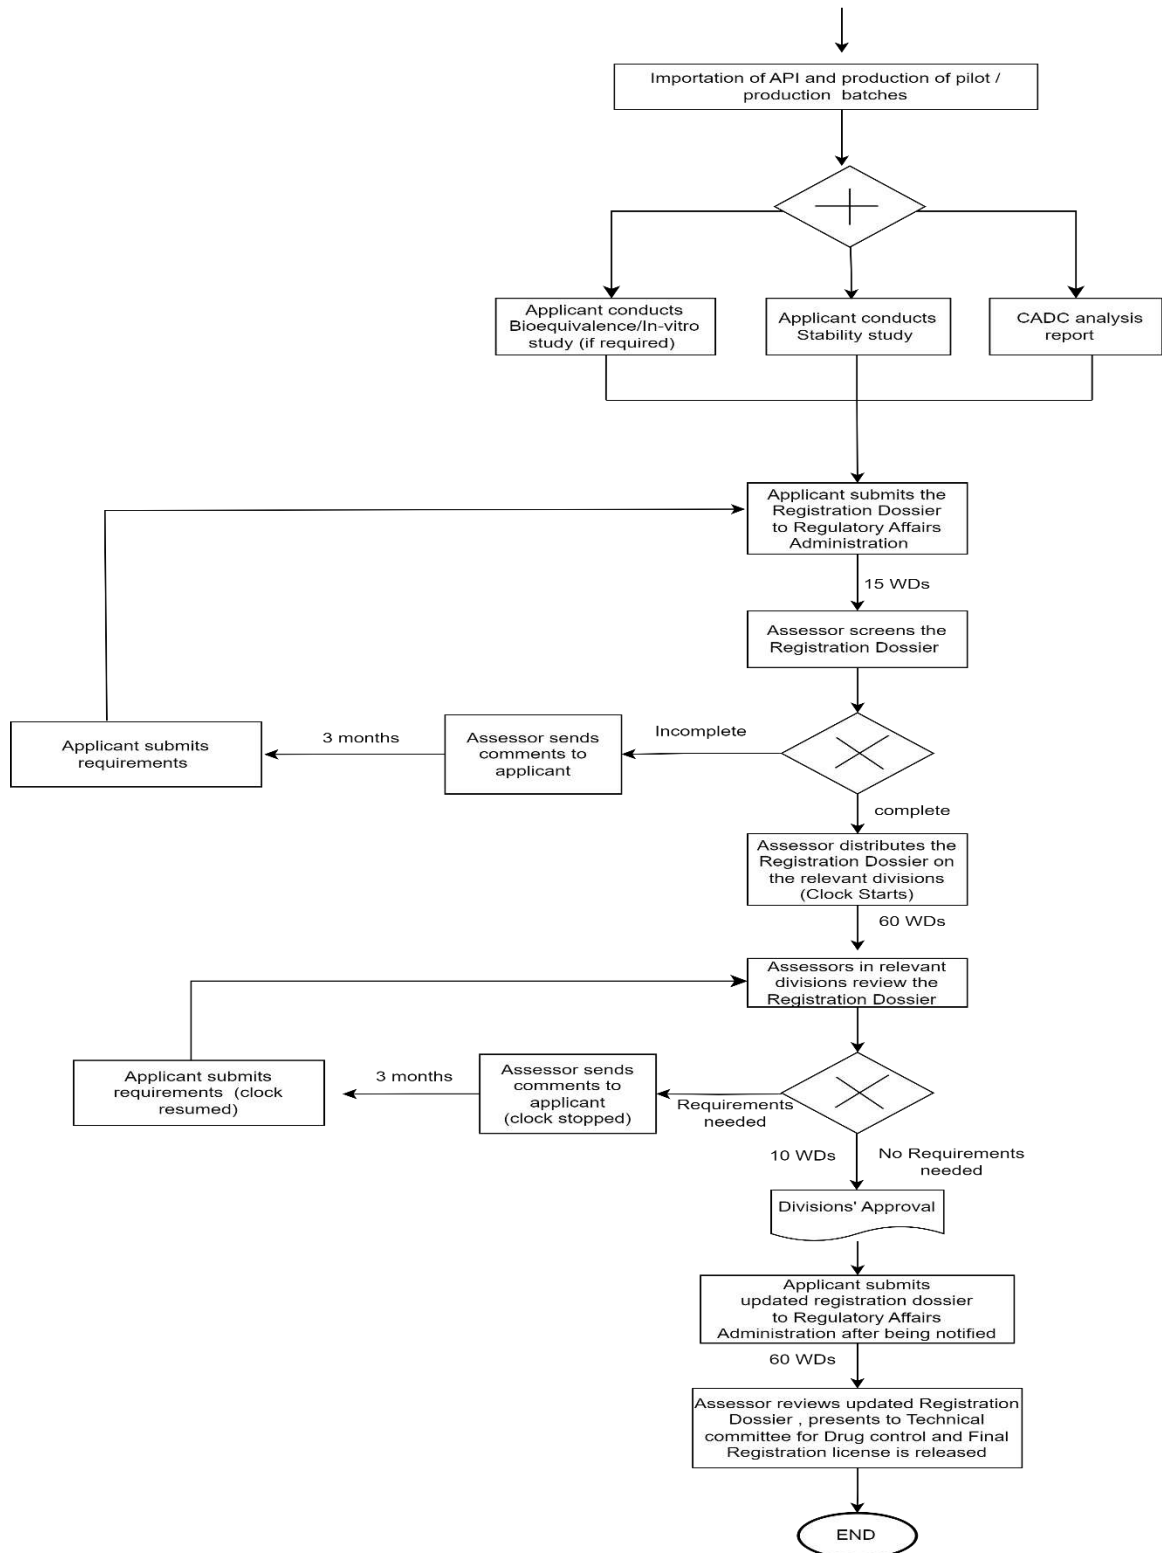 Importation of API and production of pilot /
production batches
Applicant conducts
Bioequivalence/In-vitro
study (if required)
Applicant conducts
Stability study
CADC analysis
report
Applicant submits the
Registration Dossier
to Regulatory Affairs
Administration
15 WDs
Assessor screens the
Registration Dossier
Incomplete
Assessor sends
comments to
applicant
3 months
Applicant submits
requirements
complete
Assessor distributes the
Registration Dossier on
the relevant divisions
(Clock Starts)
60 WDs
Assessors in relevant
divisions review the
Registration Dossier
Requirements
needed
Assessor sends
comments to
applicant
(clock stopped)
3 months
Applicant submits
requirements (clock
resumed)
10 WDs
No Requirements
needed
Divisions' Approval
Applicant submits
updated registration dossier
to Regulatory Affairs
Administration after being notified
60 WDs
Assessor reviews updated Registration
Dossier , presents to Technical
committee for Drug control and Final
Registration license is released
END